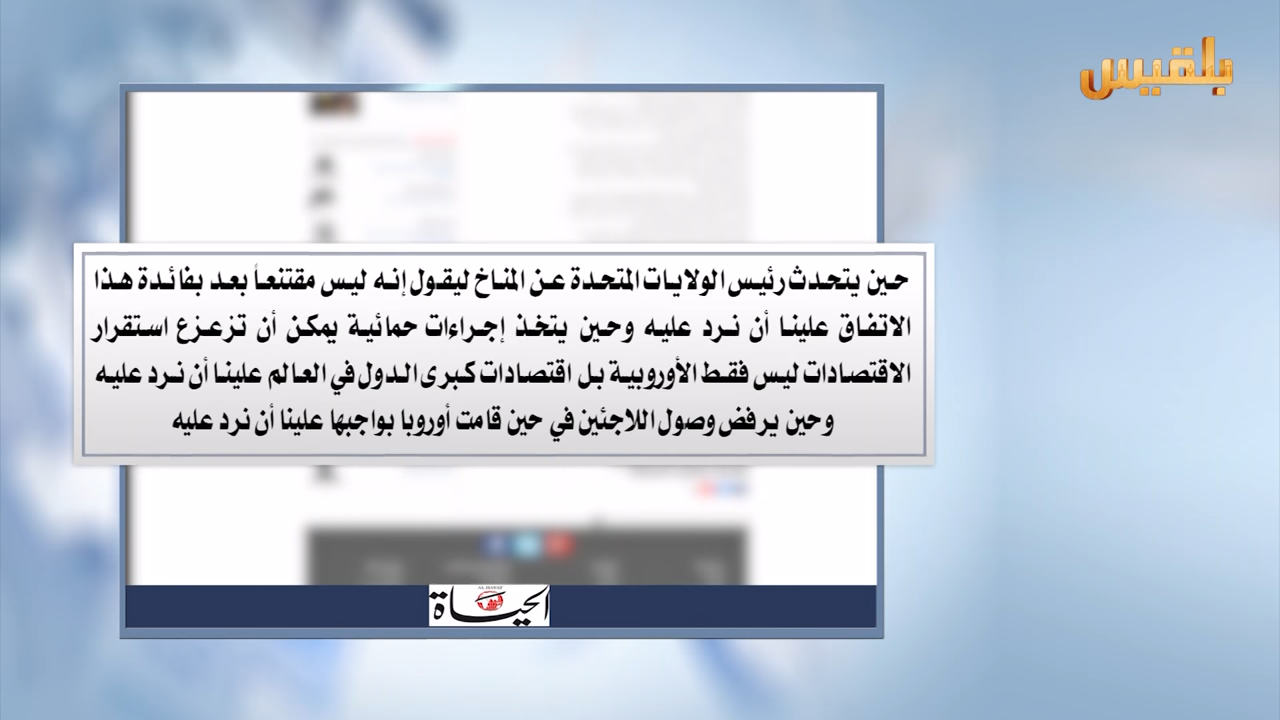 بلقيس
حين يتحدث رئيس الولايات المتحدة عن المناخ ليقول إنه ليس مقتنعاً بعد بفائدة هذا
الاتفاق علينا أن نرد عليه وحين يتخذ إجراءات حمائية يمكن أن تزعزع استقرار
الاقتصادات ليس فقط الأوروبية بل اقتصادات كبرى الدول في العالم علينا أن نرد عليه
وحين يرفض وصول اللاجئين في حين قامت أوروبا بواجبها علينا أن نرد عليه
AL HAYAT
الحياة